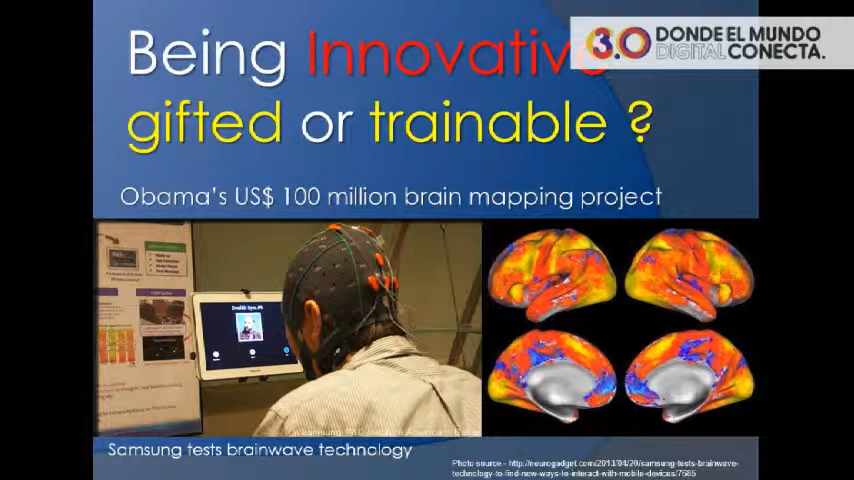 Being Innovative
gifted or trainable ?
3.0 DONDE EL MUNDO
DIGITAL CONECTA.
Obama's US$ 100 million brain mapping project
Samsung tests brainwave technology
Photo source - http://neurogadget.com/2013/04/20/samsung-tests-brainwave-
technology-to-find-new-ways-to-interact-with-mobile-devices/7685